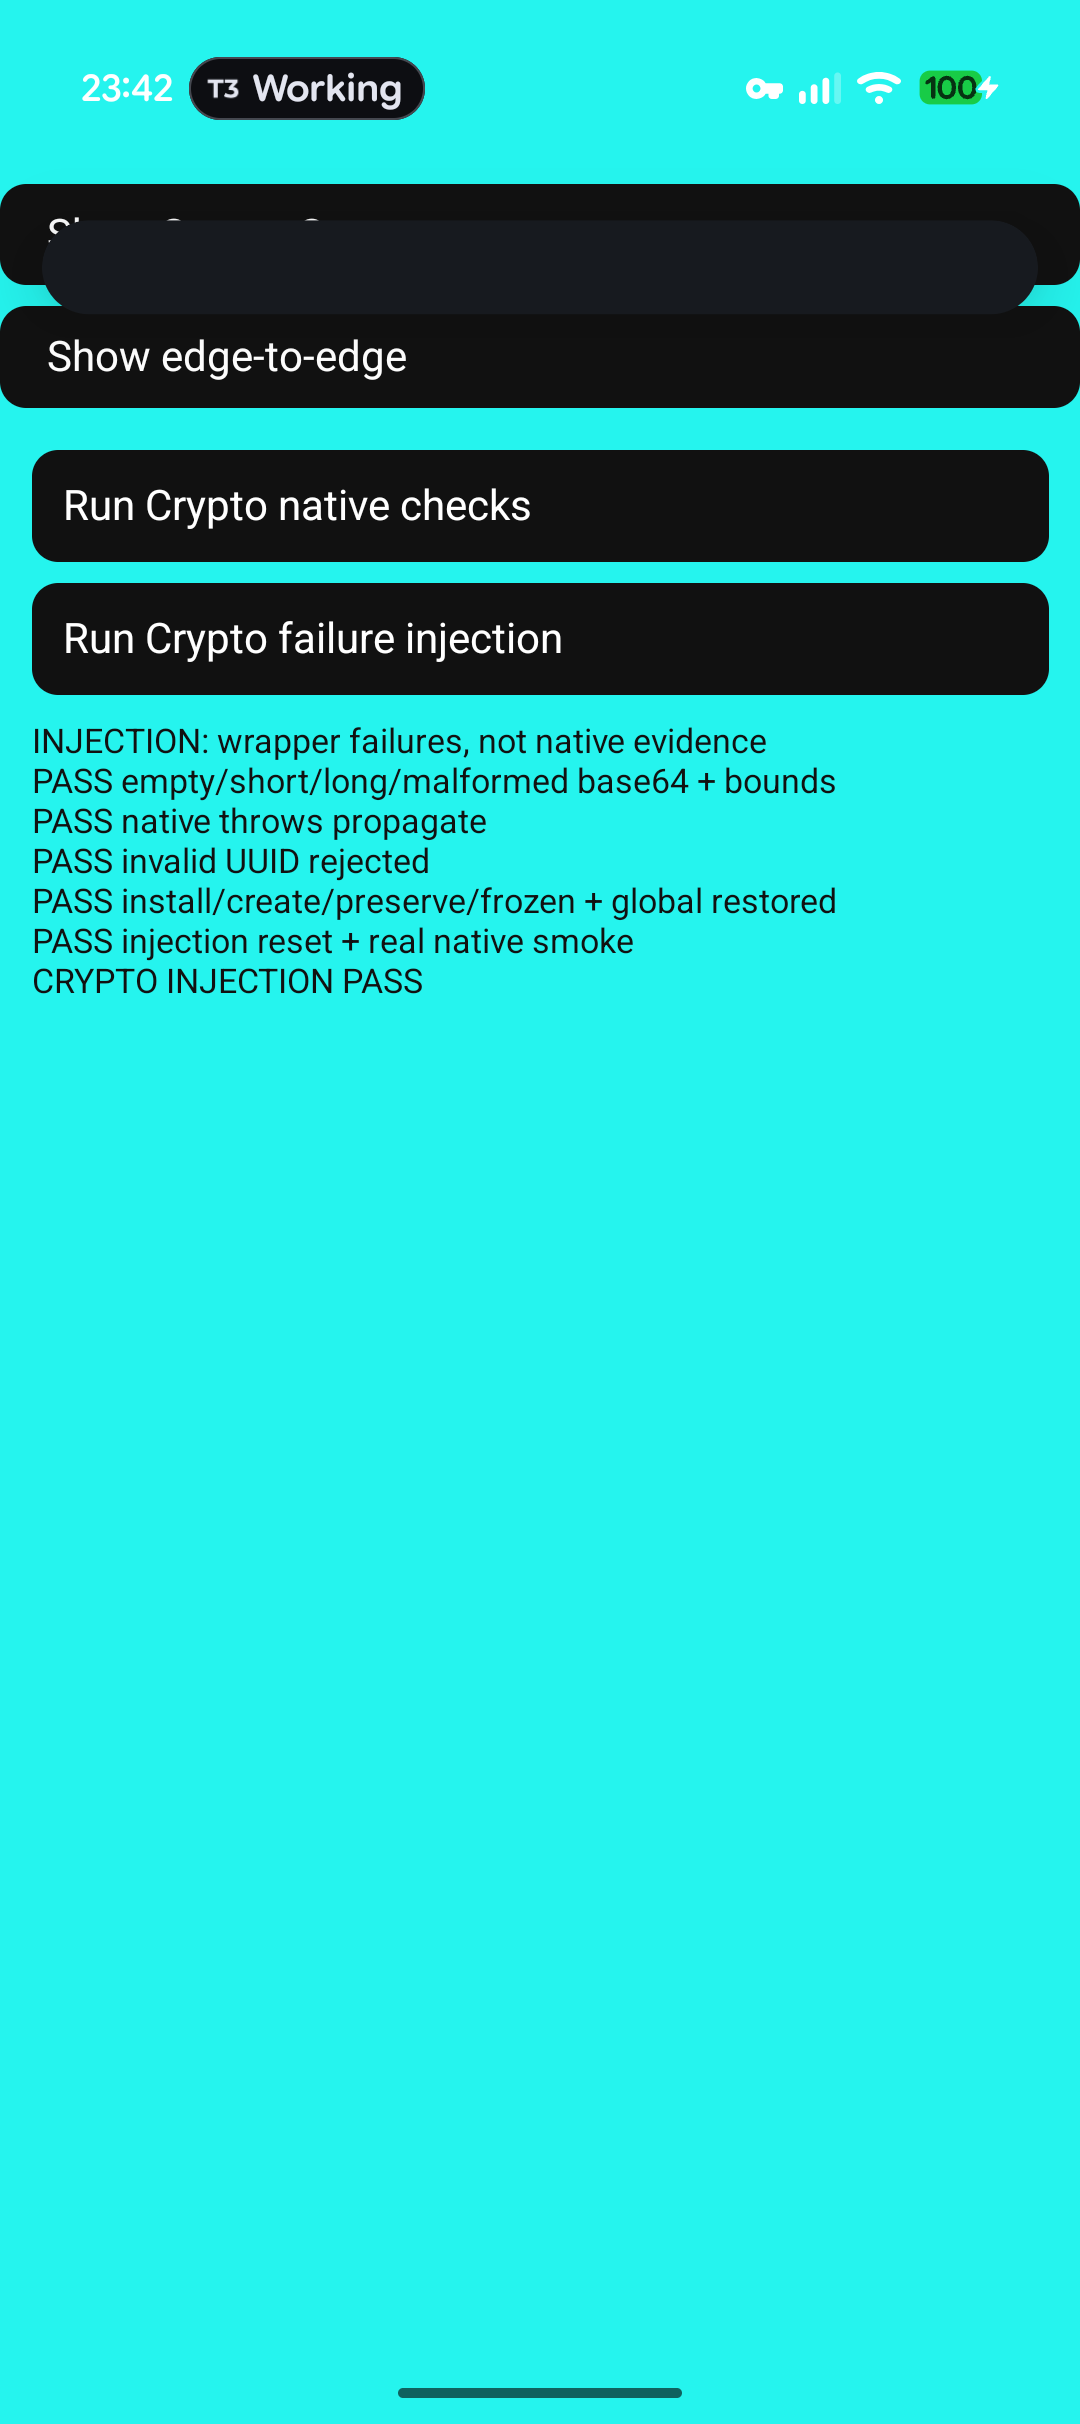 23:42 T3 Working 100
Show edge-to-edge
Run Crypto native checks
Run Crypto failure injection
INJECTION: wrapper failures, not native evidence
PASS empty/short/long/malformed base64 + bounds
PASS native throws propagate
PASS invalid UUID rejected
PASS install/create/preserve/frozen + global restored
PASS injection reset + real native smoke
CRYPTO INJECTION PASS